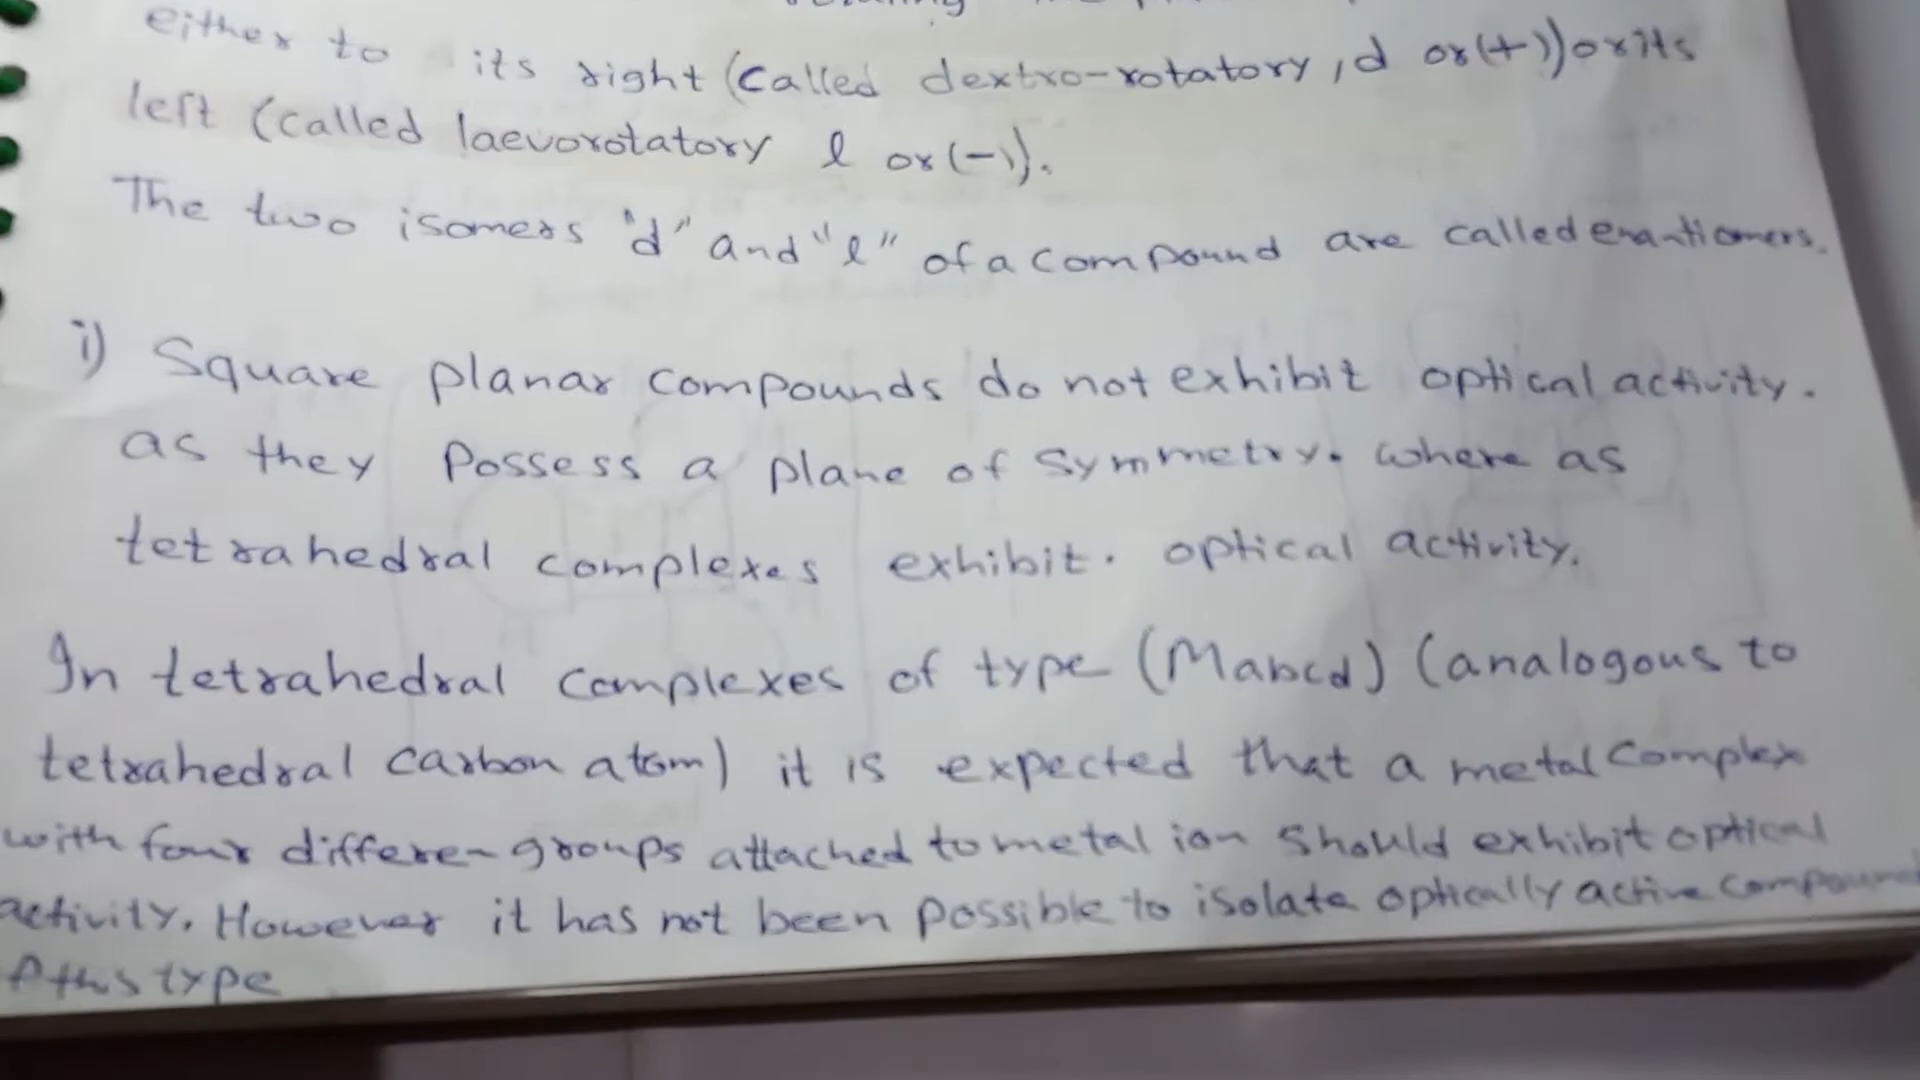 either to its right (called dextro-rotatory, d or (+)) or its
left (called laevorotatory l or (-)).
The two isomers "d" and "l" of a compound are called enantiomers.
i) Square planar compounds do not exhibit optical activity.
as they possess a plane of symmetry. where as
tetrahedral complexes exhibit. optical activity.
In tetrahedral complexes of type (Mabcd) (analogous to
tetrahedral carbon atom) it is expected that a metal complex
with four differen groups attached to metal ion should exhibit optical
activity. However it has not been possible to isolate optically active compound
this type